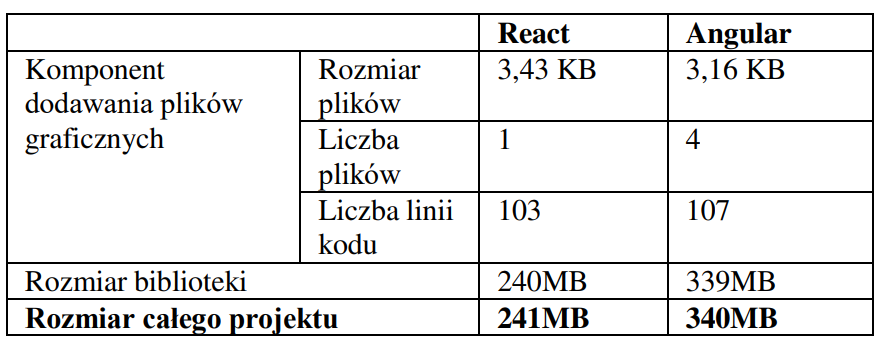 React Angular
Komponent dodawania plików graficznych Rozmiar plików 3,43 KB 3,16 KB
Liczba plików 1 4
Liczba linii kodu 103 107
Rozmiar biblioteki 240MB 339MB
Rozmiar całego projektu 241MB 340MB